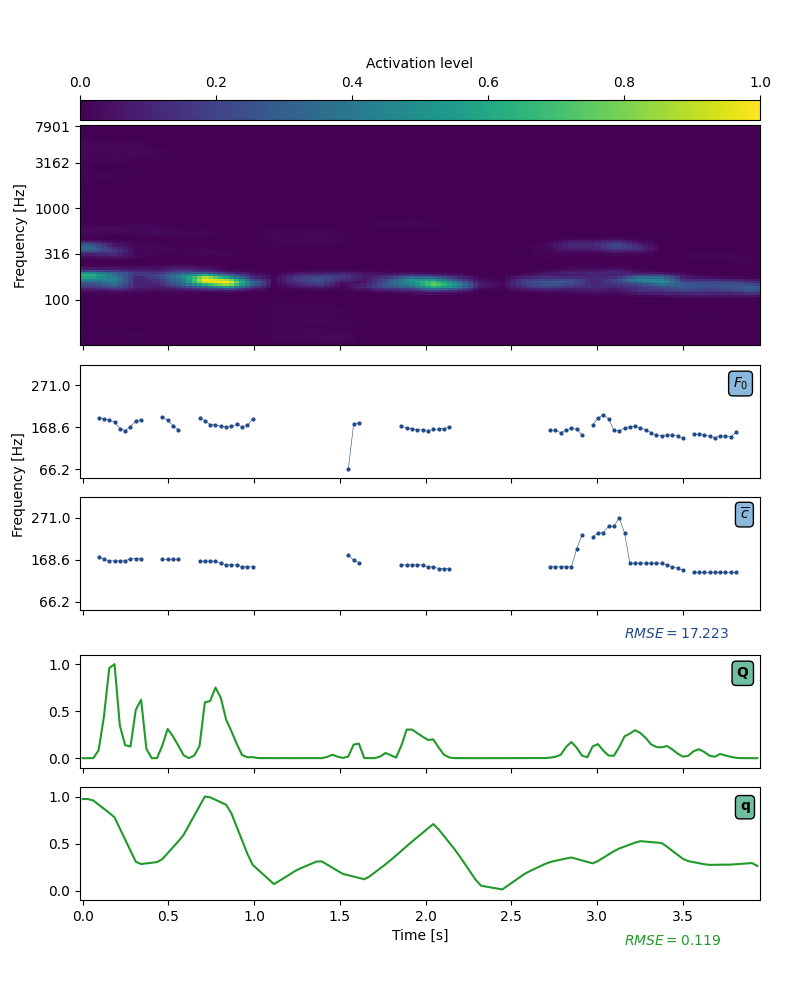 Activation level
0.0 0.2 0.4 0.6 0.8 1.0
7901
3162
1000
316
100
Frequency [Hz]
271.0
168.6
66.2
F₀
Frequency [Hz]
271.0
168.6
66.2
c̅
RMSE = 17.223
1.0
0.5
0.0
Q
1.0
0.5
0.0
q
0.0 0.5 1.0 1.5 2.0 2.5 3.0 3.5
Time [s]
RMSE = 0.119